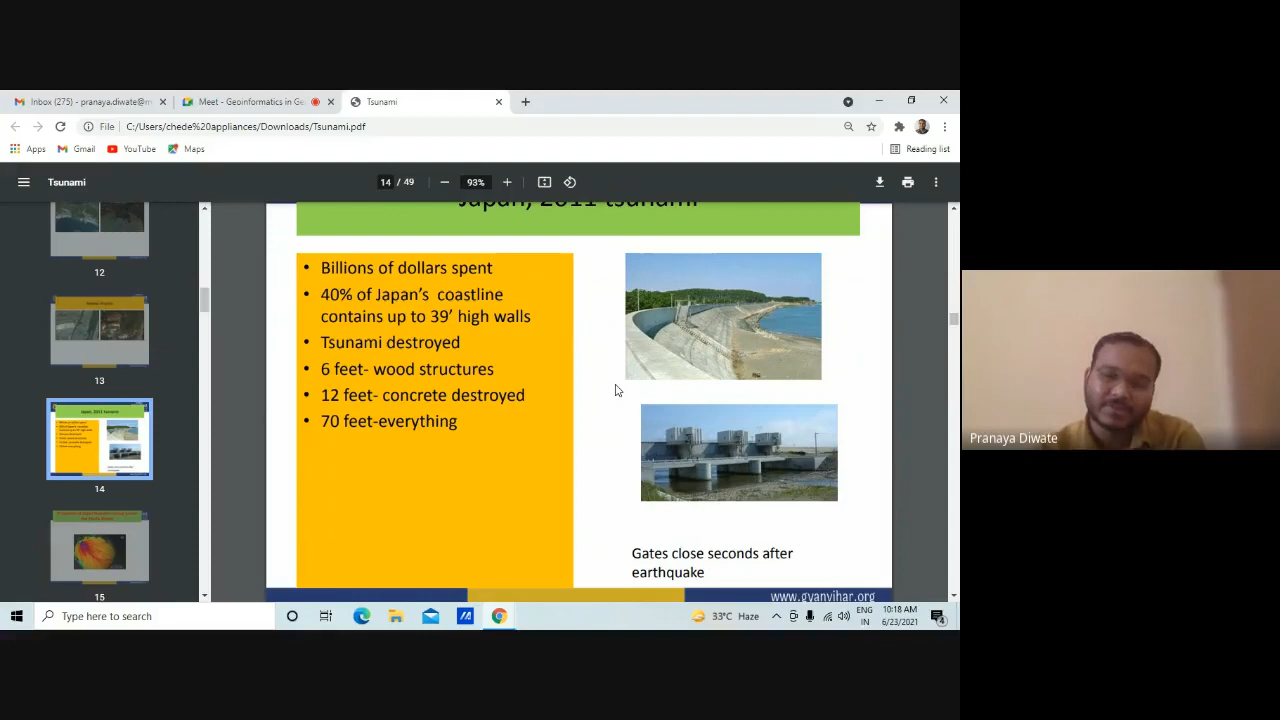 Inbox (275) - pranaya.diwate@m
Meet - Geoinformatics in Ge
Tsunami
File
C:/Users/chede%20appliances/Downloads/Tsunami.pdf
Apps
Gmail
YouTube
Maps
Reading list
Tsunami
14 / 49
93%
12
13
14
15
Japan, 2011 tsunami
• Billions of dollars spent
• 40% of Japan's coastline
contains up to 39' high walls
• Tsunami destroyed
• 6 feet- wood structures
• 12 feet- concrete destroyed
• 70 feet-everything
Gates close seconds after
earthquake
www.gyanvihar.org
Pranaya Diwate
Type here to search
33°C Haze
ENG
IN
10:18 AM
6/23/2021
4